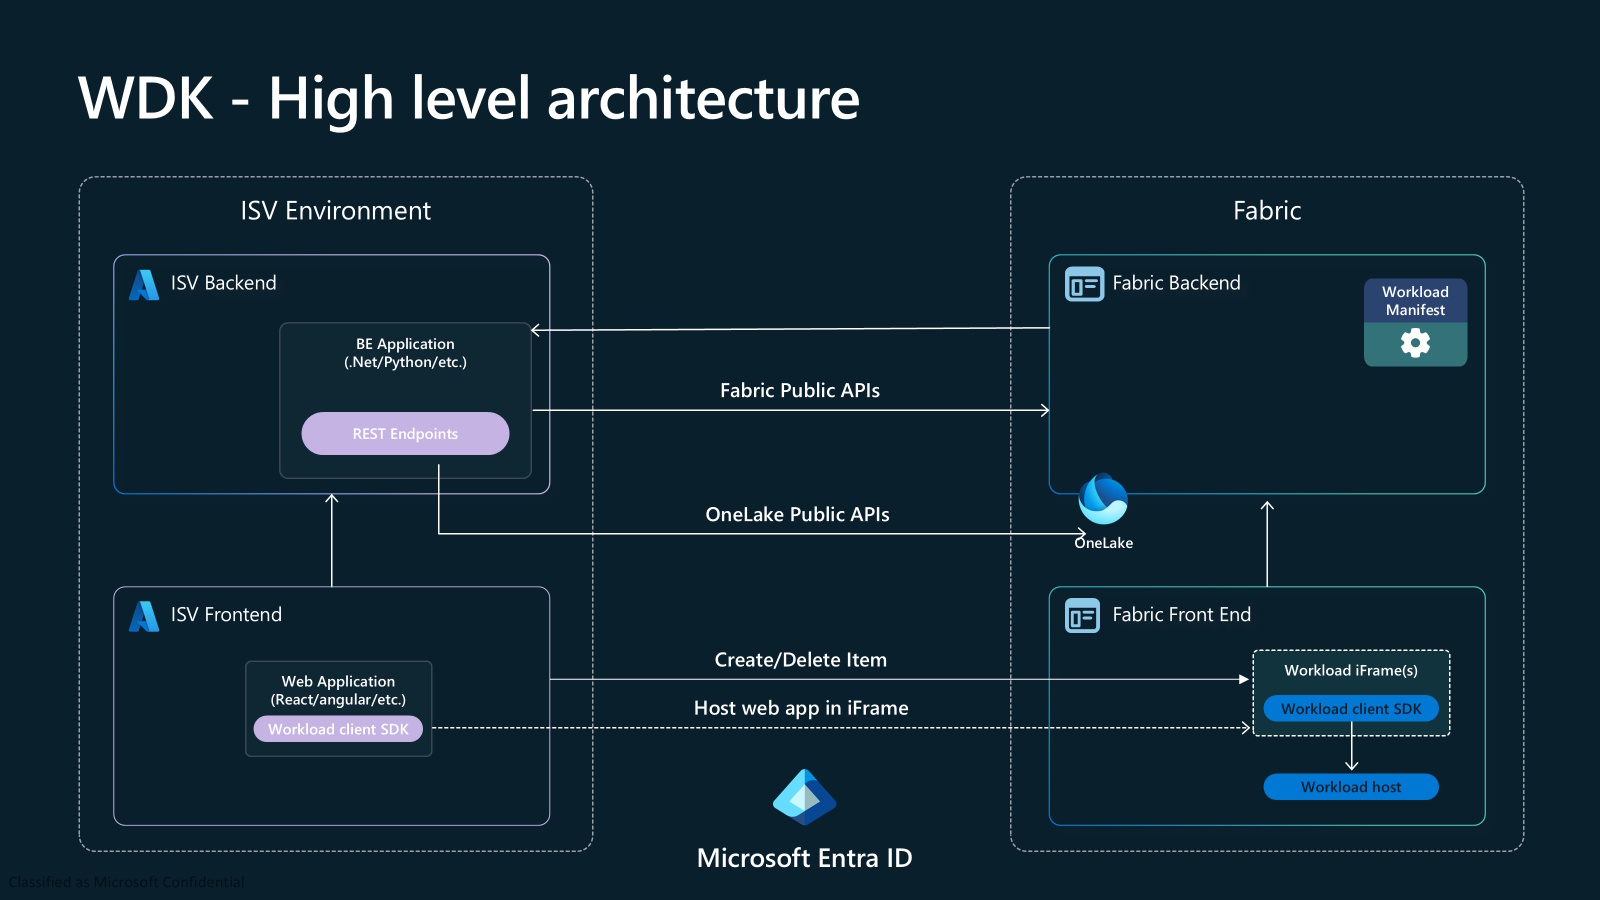 WDK - High level architecture
ISV Environment
ISV Backend
BE Application
(.Net/Python/etc.)
REST Endpoints
ISV Frontend
Web Application
(React/angular/etc.)
Workload client SDK
Fabric Public APIs
OneLake Public APIs
Create/Delete Item
Host web app in iFrame
Microsoft Entra ID
Fabric
Fabric Backend
Workload
Manifest
OneLake
Fabric Front End
Workload iFrame(s)
Workload client SDK
Workload host
Classified as Microsoft Confidential